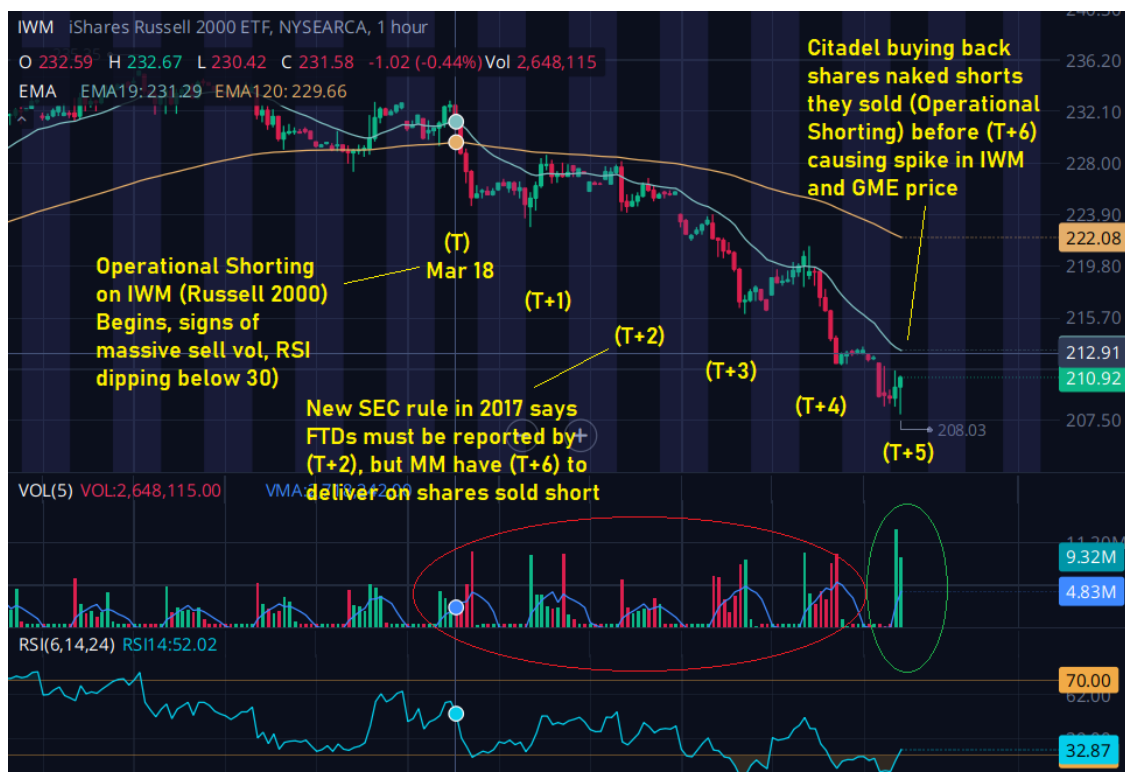 IWM iShares Russell 2000 ETF, NYSEARCA, 1 hour
O 232.59 H 232.67 L 230.42 C 231.58 -1.02 (-0.44%) Vol 2,648,115
EMA EMA19: 231.29 EMA120: 229.66
Citadel buying back
shares naked shorts
they sold (Operational
Shorting) before (T+6)
causing spike in IWM
and GME price
236.20
232.10
228.00
223.90
222.08
219.80
215.70
212.91
210.92
207.50
(T)
Mar 18
Operational Shorting
on IWM (Russell 2000)
Begins, signs of
massive sell vol, RSI
dipping below 30)
(T+1)
(T+2)
(T+3)
(T+4)
(T+5)
208.03
New SEC rule in 2017 says
FTDs must be reported by
(T+2), but MM have (T+6) to
deliver on shares sold short
VOL(5) VOL:2,648,115.00 VMA:
9.32M
4.83M
RSI(6,14,24) RSI14:52.02
70.00
62.00
32.87